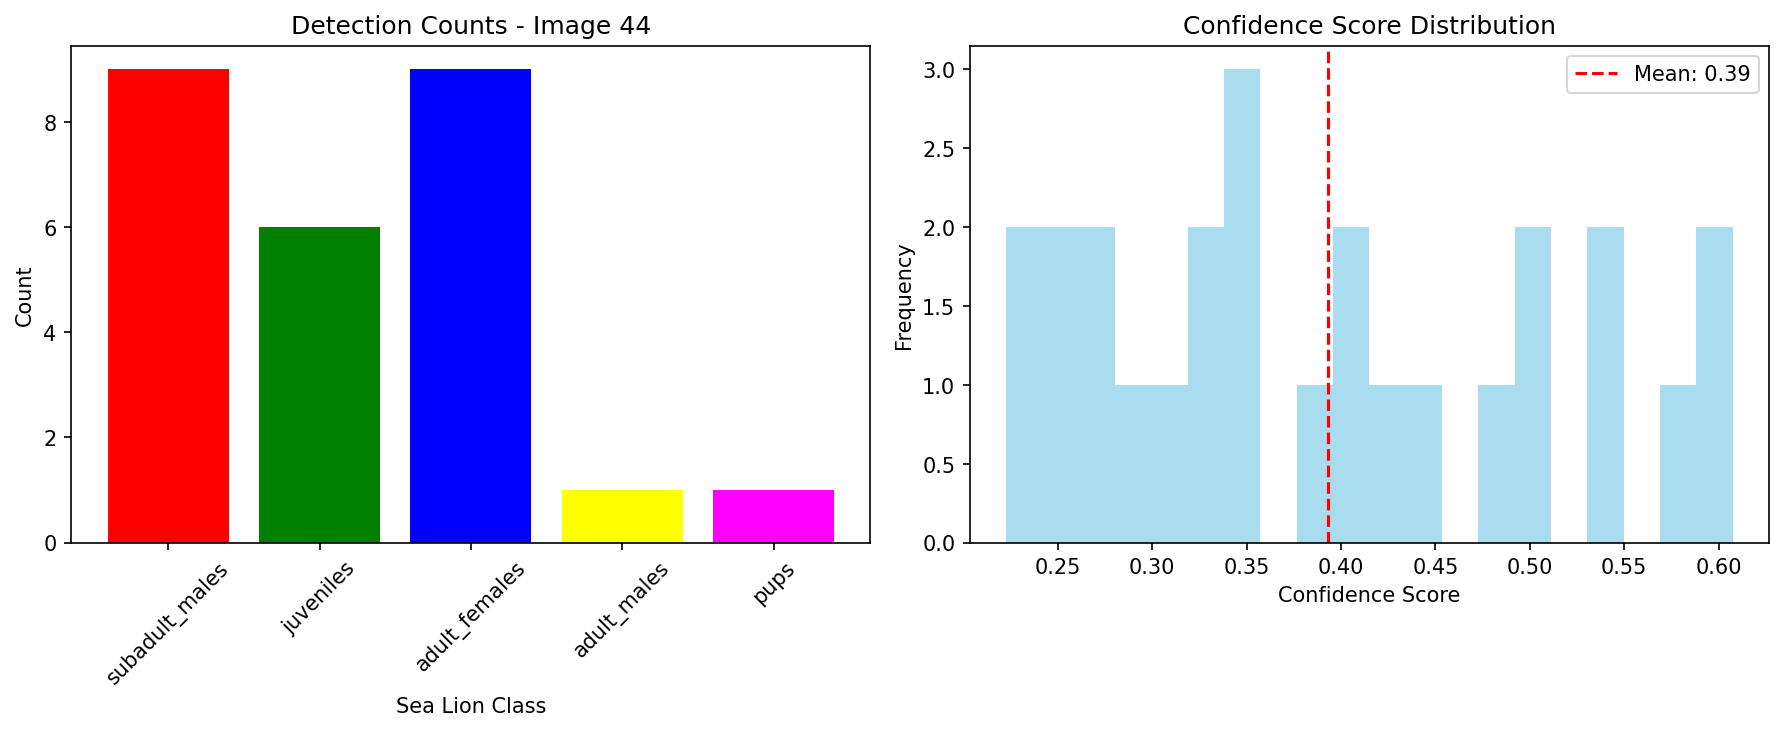 Detection Counts - Image 44
Count
8
6
4
2
0
subadult_males
juveniles
adult_females
adult_males
pups
Sea Lion Class
Confidence Score Distribution
Mean: 0.39
Frequency
3.0
2.5
2.0
1.5
1.0
0.5
0.0
0.25 0.30 0.35 0.40 0.45 0.50 0.55 0.60
Confidence Score